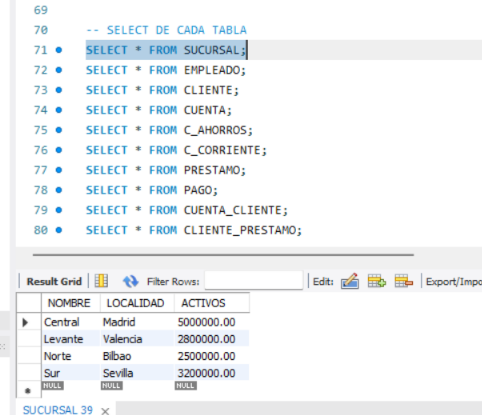 69
70 -- SELECT DE CADA TABLA
71 SELECT * FROM SUCURSAL;
72 SELECT * FROM EMPLEADO;
73 SELECT * FROM CLIENTE;
74 SELECT * FROM CUENTA;
75 SELECT * FROM C_AHORROS;
76 SELECT * FROM C_CORRIENTE;
77 SELECT * FROM PRESTAMO;
78 SELECT * FROM PAGO;
79 SELECT * FROM CUENTA_CLIENTE;
80 SELECT * FROM CLIENTE_PRESTAMO;
Result Grid Filter Rows: Edit: Export/Impo
NOMBRE LOCALIDAD ACTIVOS
Central Madrid 5000000.00
Levante Valencia 2800000.00
Norte Bilbao 2500000.00
Sur Sevilla 3200000.00
NULL NULL NULL
SUCURSAL 39 ×